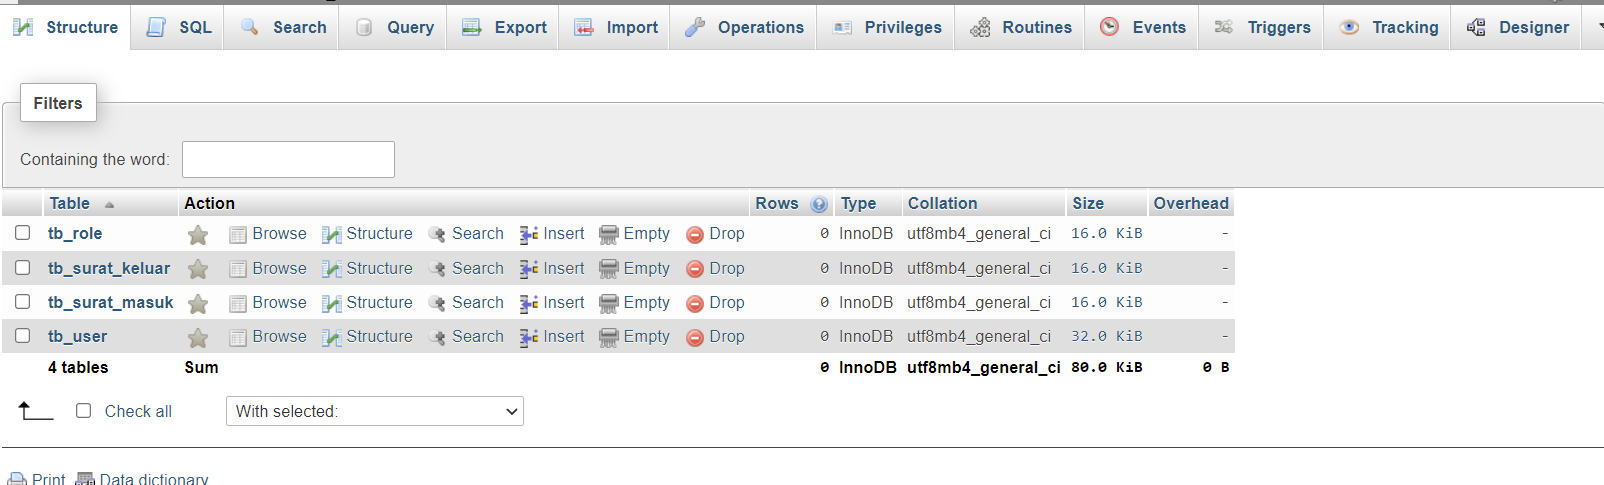 Structure SQL Search Query Export Import Operations Privileges Routines Events Triggers Tracking Designer
Filters
Containing the word:
Table Action Rows Type Collation Size Overhead
tb_role Browse Structure Search Insert Empty Drop 0 InnoDB utf8mb4_general_ci 16.0 KiB -
tb_surat_keluar Browse Structure Search Insert Empty Drop 0 InnoDB utf8mb4_general_ci 16.0 KiB -
tb_surat_masuk Browse Structure Search Insert Empty Drop 0 InnoDB utf8mb4_general_ci 16.0 KiB -
tb_user Browse Structure Search Insert Empty Drop 0 InnoDB utf8mb4_general_ci 32.0 KiB -
4 tables Sum 0 InnoDB utf8mb4_general_ci 80.0 KiB 0 B
Check all With selected:
Print Data dictionary